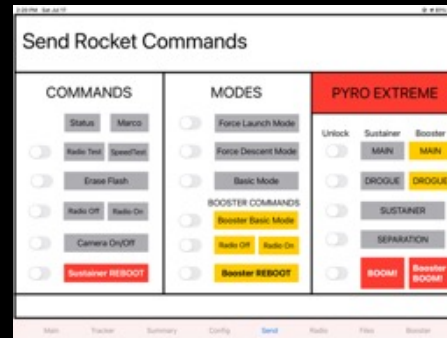 Send Rocket Commands
COMMANDS
Status Marco
Radio Test SpeedTest
Erase Flash
Radio Off Radio On
Camera On/Off
Sustainer REBOOT
MODES
Force Launch Mode
Force Descent Mode
Basic Mode
BOOSTER COMMANDS
Booster Basic Mode
Radio Off Radio On
Booster REBOOT
PYRO EXTREME
Unlock Sustainer Booster
MAIN MAIN
DROGUE DROGUE
SUSTAINER
SEPARATION
BOOM! Booster BOOM!
Main Tracker Summary Config Send Radio Files Booster